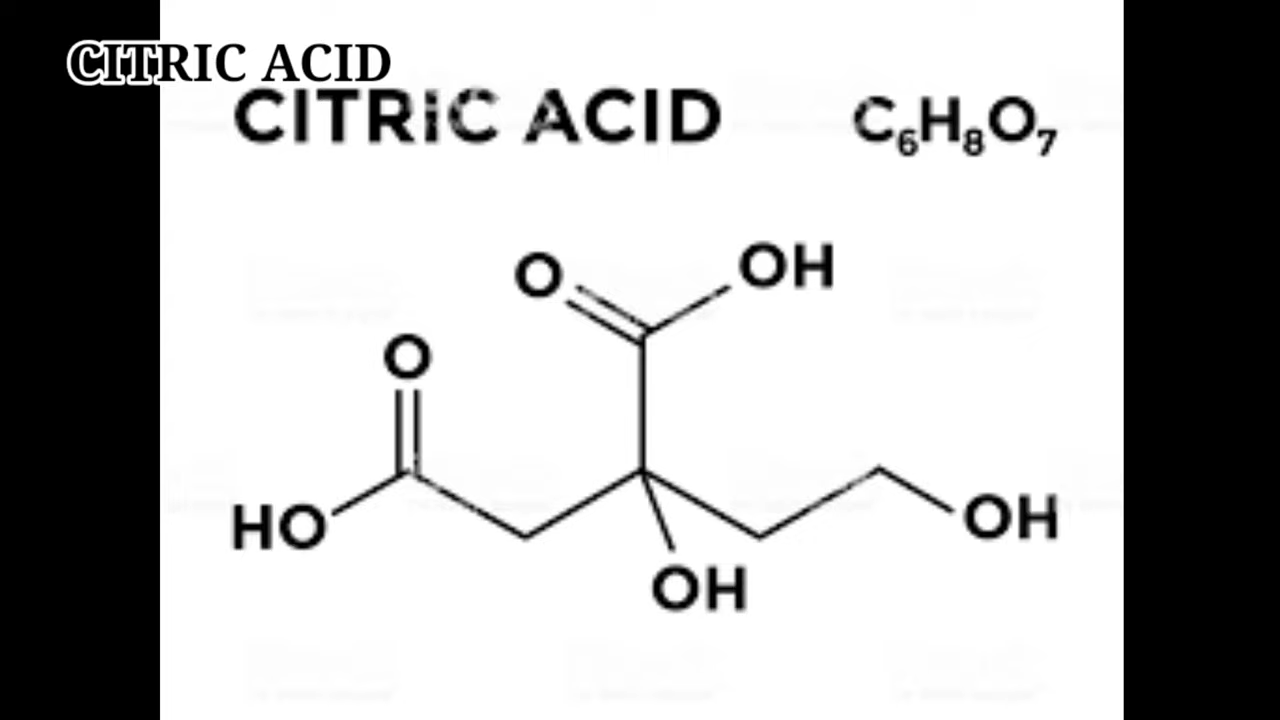 CITRIC ACID
CITRIC ACID C₆H₈O₇
O OH
O
HO OH
OH